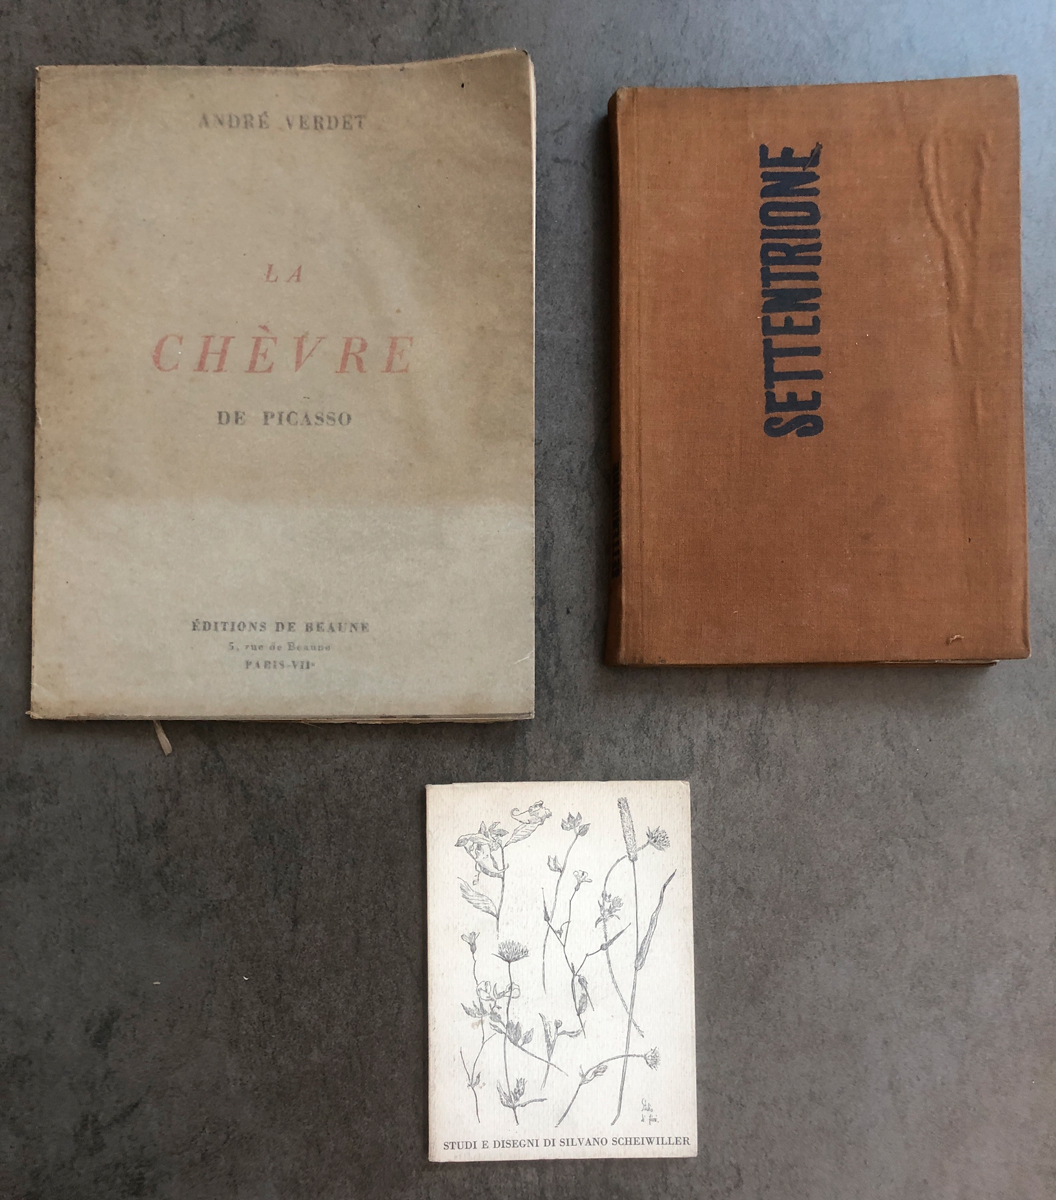 ANDRÉ VERDET
LA
CHÈVRE
DE PICASSO
ÉDITIONS DE BEAUNE
5, rue de Beaune
PARIS-VIIᵉ
SETTENTRIONE
STUDI E DISEGNI DI SILVANO SCHEIWILLER